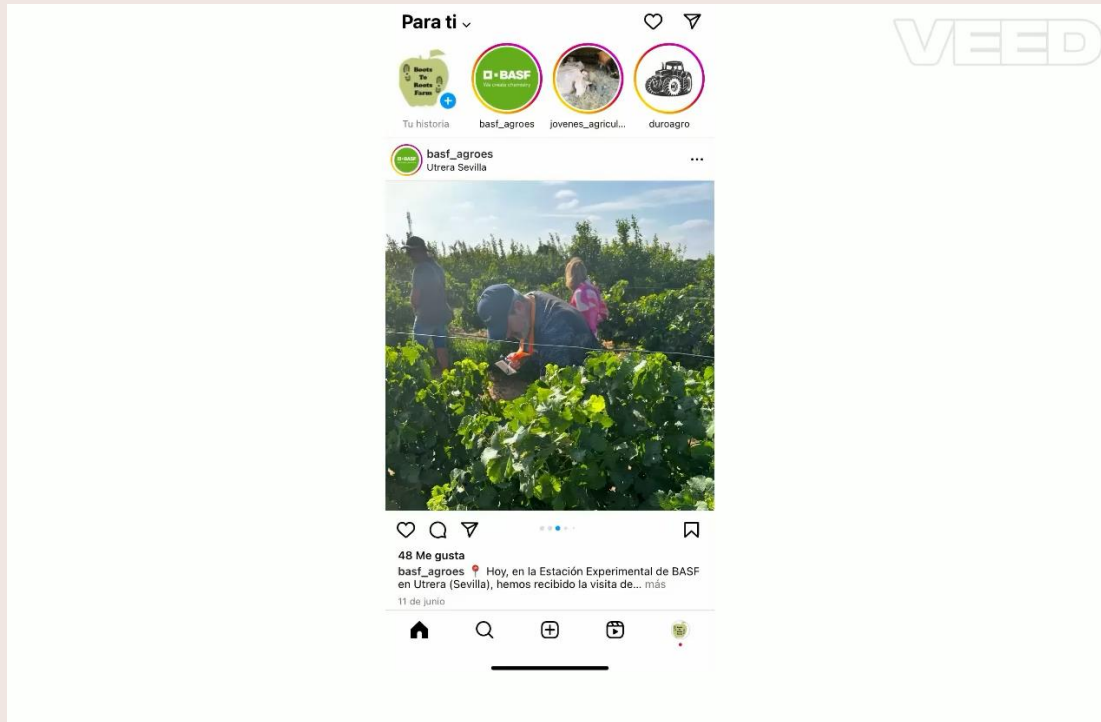 Para ti
VEED
Boots
To
Roots
Farm
BASF
We create chemistry
Tu historia
basf_agroes
jovenes_agricul...
duroagro
basf_agroes
Utrera Sevilla
48 Me gusta
basf_agroes 📍 Hoy, en la Estación Experimental de BASF
en Utrera (Sevilla), hemos recibido la visita de... más
11 de junio